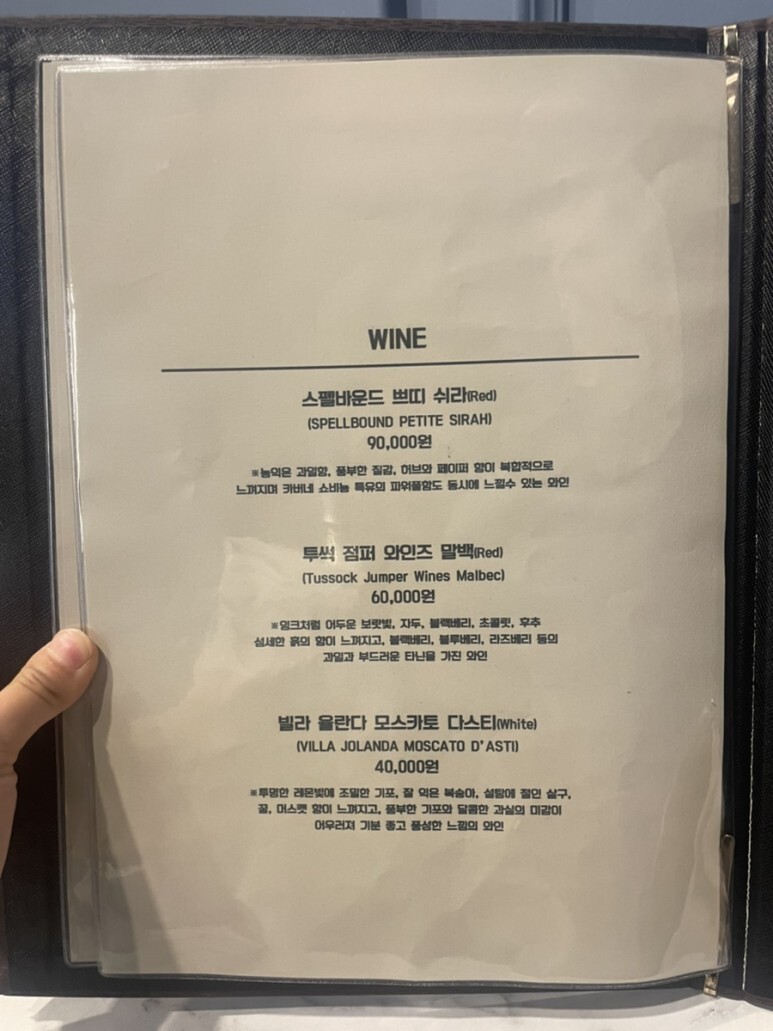 WINE
스펠바운드 쁘띠 쉬라(Red)
(SPELLBOUND PETITE SIRAH)
90,000원
※농익은 과일향, 풍부한 질감, 허브와 페이퍼 향이 복합적으로
느껴지며 카버네 쇼비뇽 특유의 파워풀함도 동시에 느낄수 있는 와인
투썩 점퍼 와인즈 말백(Red)
(Tussock Jumper Wines Malbec)
60,000원
※잉크처럼 어두운 보랏빛, 자두, 블랙베리, 초콜릿, 후추
섬세한 흙의 향이 느껴지고, 블랙베리, 블루베리, 라즈베리 등의
과일과 부드러운 타닌을 가진 와인
빌라 욜란다 모스카토 다스티(White)
(VILLA JOLANDA MOSCATO D'ASTI)
40,000원
※투명한 레몬빛에 조밀한 기포, 잘 익은 복숭아, 설탕에 절인 살구,
꿀, 머스캣 향이 느껴지고, 풍부한 기포와 달콤한 과실의 미감이
어우러져 기분 좋고 풍성한 느낌의 와인